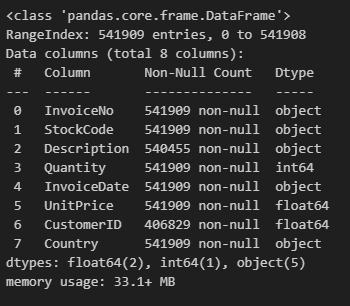 <class 'pandas.core.frame.DataFrame'>
RangeIndex: 541909 entries, 0 to 541908
Data columns (total 8 columns):
 #   Column       Non-Null Count   Dtype
---  ------       --------------   -----
 0   InvoiceNo    541909 non-null  object
 1   StockCode    541909 non-null  object
 2   Description  540455 non-null  object
 3   Quantity     541909 non-null  int64
 4   InvoiceDate  541909 non-null  object
 5   UnitPrice    541909 non-null  float64
 6   CustomerID   406829 non-null  float64
 7   Country      541909 non-null  object
dtypes: float64(2), int64(1), object(5)
memory usage: 33.1+ MB